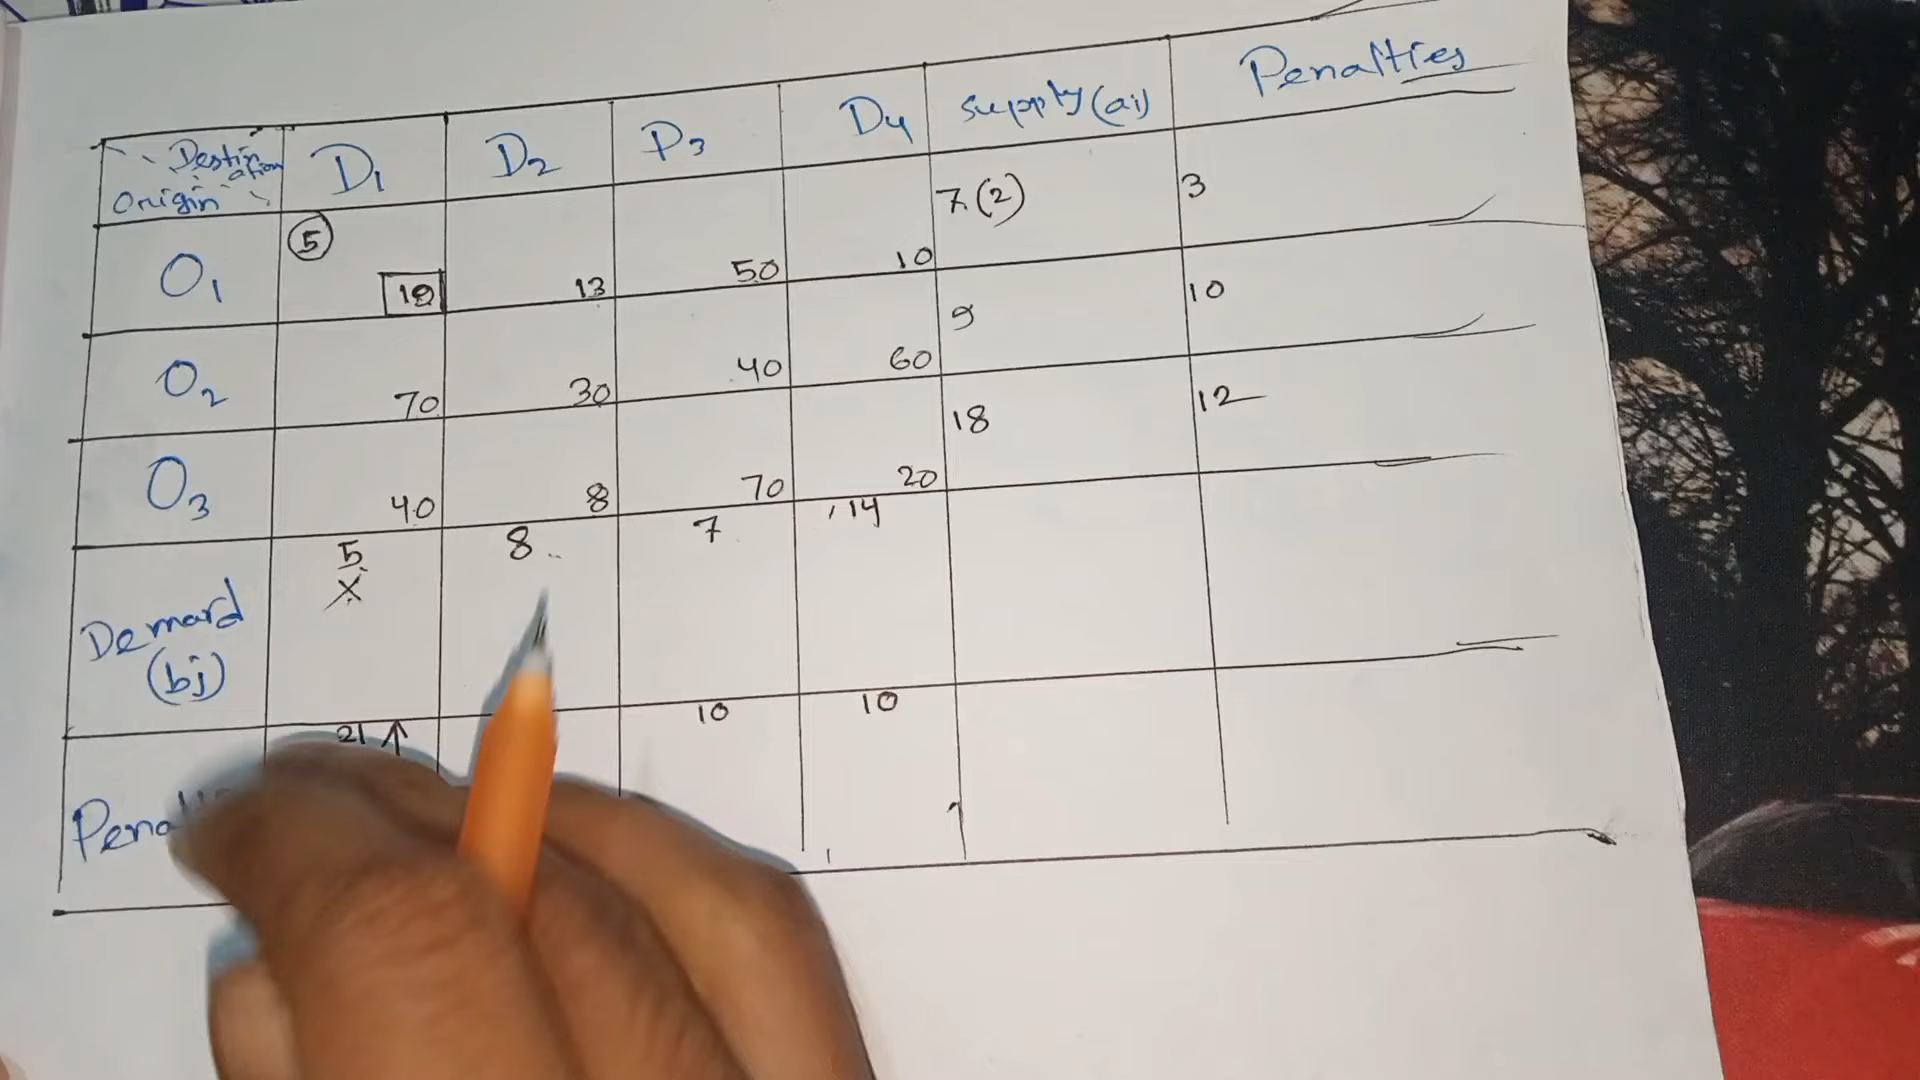 Destin ation Origin D1 D2 D3 D4 supply (ai) Penalties
O1 5 19 13 50 10 7 (2) 3
O2 70 30 40 60 9 10
O3 40 8 70 20 18 12
Demand (bj) 5 X 8 7 14
21 ↑ 10 10